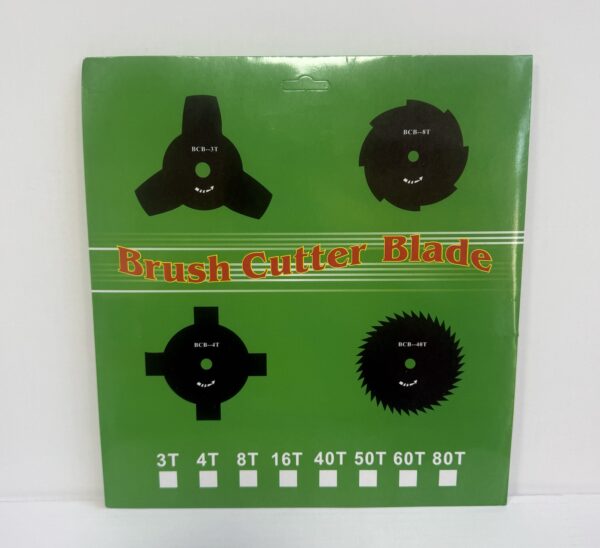 BCB--3T
BCB--8T
Brush Cutter Blade
BCB--4T
BCB--40T
3T 4T 8T 16T 40T 50T 60T 80T